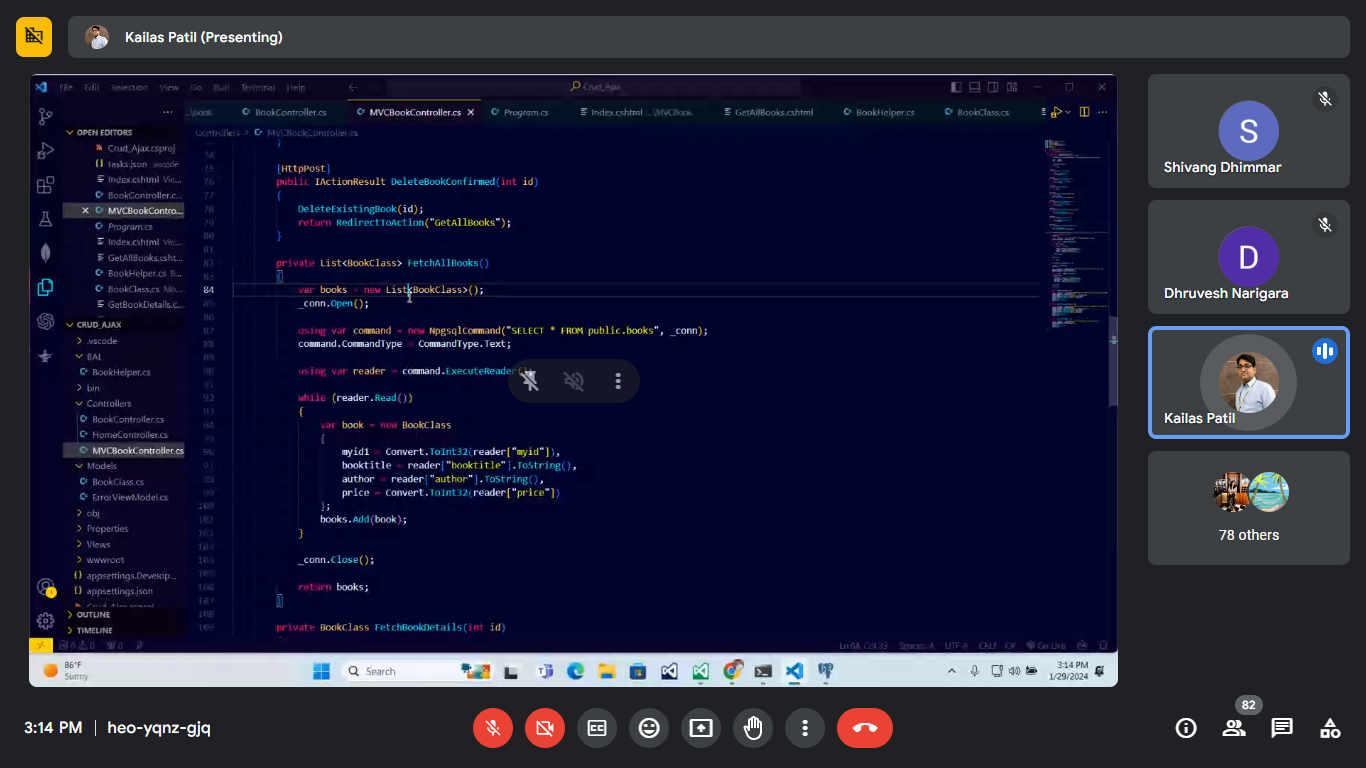 Kailas Patil (Presenting)
File Edit Selection View Go Run Terminal Help
Crud_Ajax
BookController.cs MVCBookController.cs Program.cs Index.cshtml ...\MVCBook GetAllBooks.cshtml BookHelper.cs BookClass.cs
Controllers > MVCBookController.cs
OPEN EDITORS
Crud_Ajax.csproj
tasks.json .vscode
Index.cshtml Vie...
BookController.c...
MVCBookContro...
Program.cs
Index.cshtml Vie...
GetAllBooks.csht...
BookHelper.cs B...
BookClass.cs Mo...
GetBookDetails.c...
CRUD_AJAX
.vscode
BAL
BookHelper.cs
bin
Controllers
BookController.cs
HomeController.cs
MVCBookController.cs
Models
BookClass.cs
ErrorViewModel.cs
obj
Properties
Views
wwwroot
appsettings.Develop...
appsettings.json
Crud_Ajax.csproj
OUTLINE
TIMELINE
74 }
75 [HttpPost]
76 public IActionResult DeleteBookConfirmed(int id)
77 {
78 DeleteExistingBook(id);
79 return RedirectToAction("GetAllBooks");
80 }
81
82 private List<BookClass> FetchAllBooks()
83 {
84 var books = new List<BookClass>();
85 _conn.Open();
86
87 using var command = new NpgsqlCommand("SELECT * FROM public.books", _conn);
88 command.CommandType = CommandType.Text;
89
90 using var reader = command.ExecuteReader();
91
92 while (reader.Read())
93 {
94 var book = new BookClass
95 {
96 myid1 = Convert.ToInt32(reader["myid"]),
97 booktitle = reader["booktitle"].ToString(),
98 author = reader["author"].ToString(),
99 price = Convert.ToInt32(reader["price"])
100 };
101 books.Add(book);
102 }
103
104 _conn.Close();
105
106 return books;
107 }
108
109 private BookClass FetchBookDetails(int id)
Ln 84, Col 33 Spaces: 4 UTF-8 CRLF C# Go Live
86°F
Sunny
Search
3:14 PM
1/29/2024
Shivang Dhimmar
Dhruvesh Narigara
Kailas Patil
78 others
S
D
3:14 PM | heo-yqnz-gjq
82